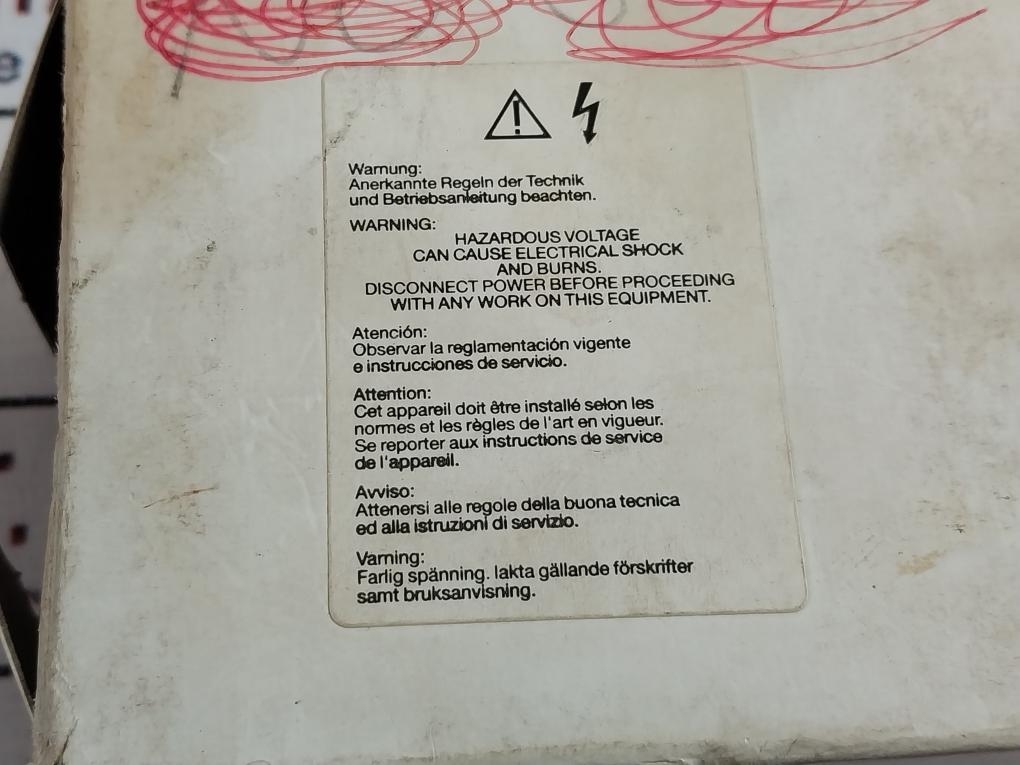 Warnung:
Anerkannte Regeln der Technik
und Betriebsanleitung beachten.
WARNING:
HAZARDOUS VOLTAGE
CAN CAUSE ELECTRICAL SHOCK
AND BURNS.
DISCONNECT POWER BEFORE PROCEEDING
WITH ANY WORK ON THIS EQUIPMENT.
Atención:
Observar la reglamentación vigente
e instrucciones de servicio.
Attention:
Cet appareil doit être installé selon les
normes et les règles de l'art en vigueur.
Se reporter aux instructions de service
de l'appareil.
Avviso:
Attenersi alle regole della buona tecnica
ed alla istruzioni di servizio.
Varning:
Farlig spänning. Iakta gällande förskrifter
samt bruksanvisning.